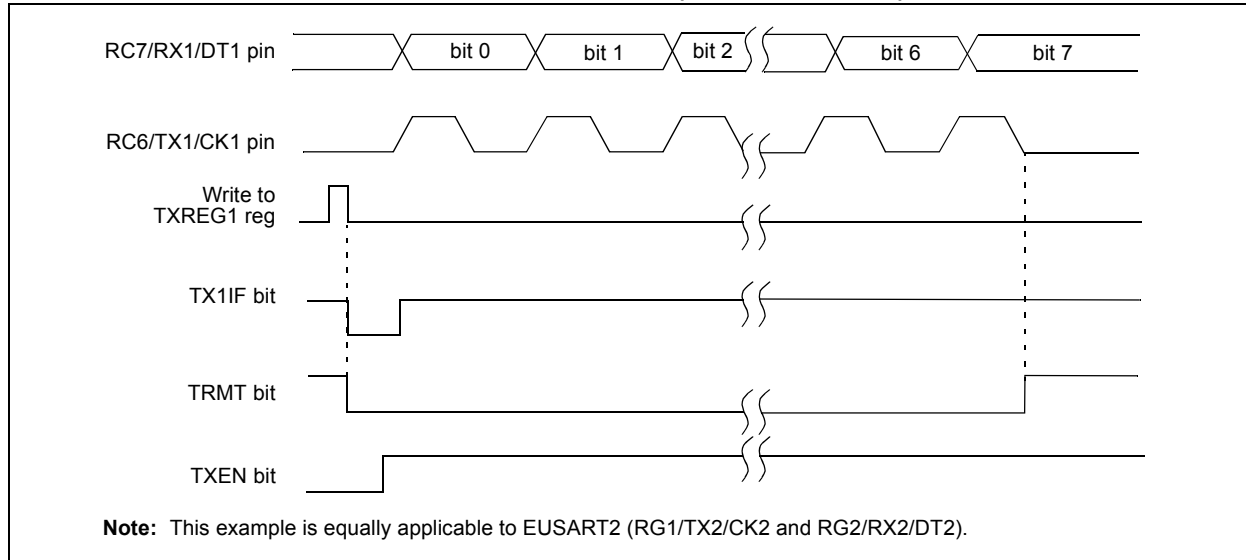 RC7/RX1/DT1 pin
bit 0
bit 1
bit 2
bit 6
bit 7
RC6/TX1/CK1 pin
Write to
TXREG1 reg
TX1IF bit
TRMT bit
TXEN bit
Note: This example is equally applicable to EUSART2 (RG1/TX2/CK2 and RG2/RX2/DT2).